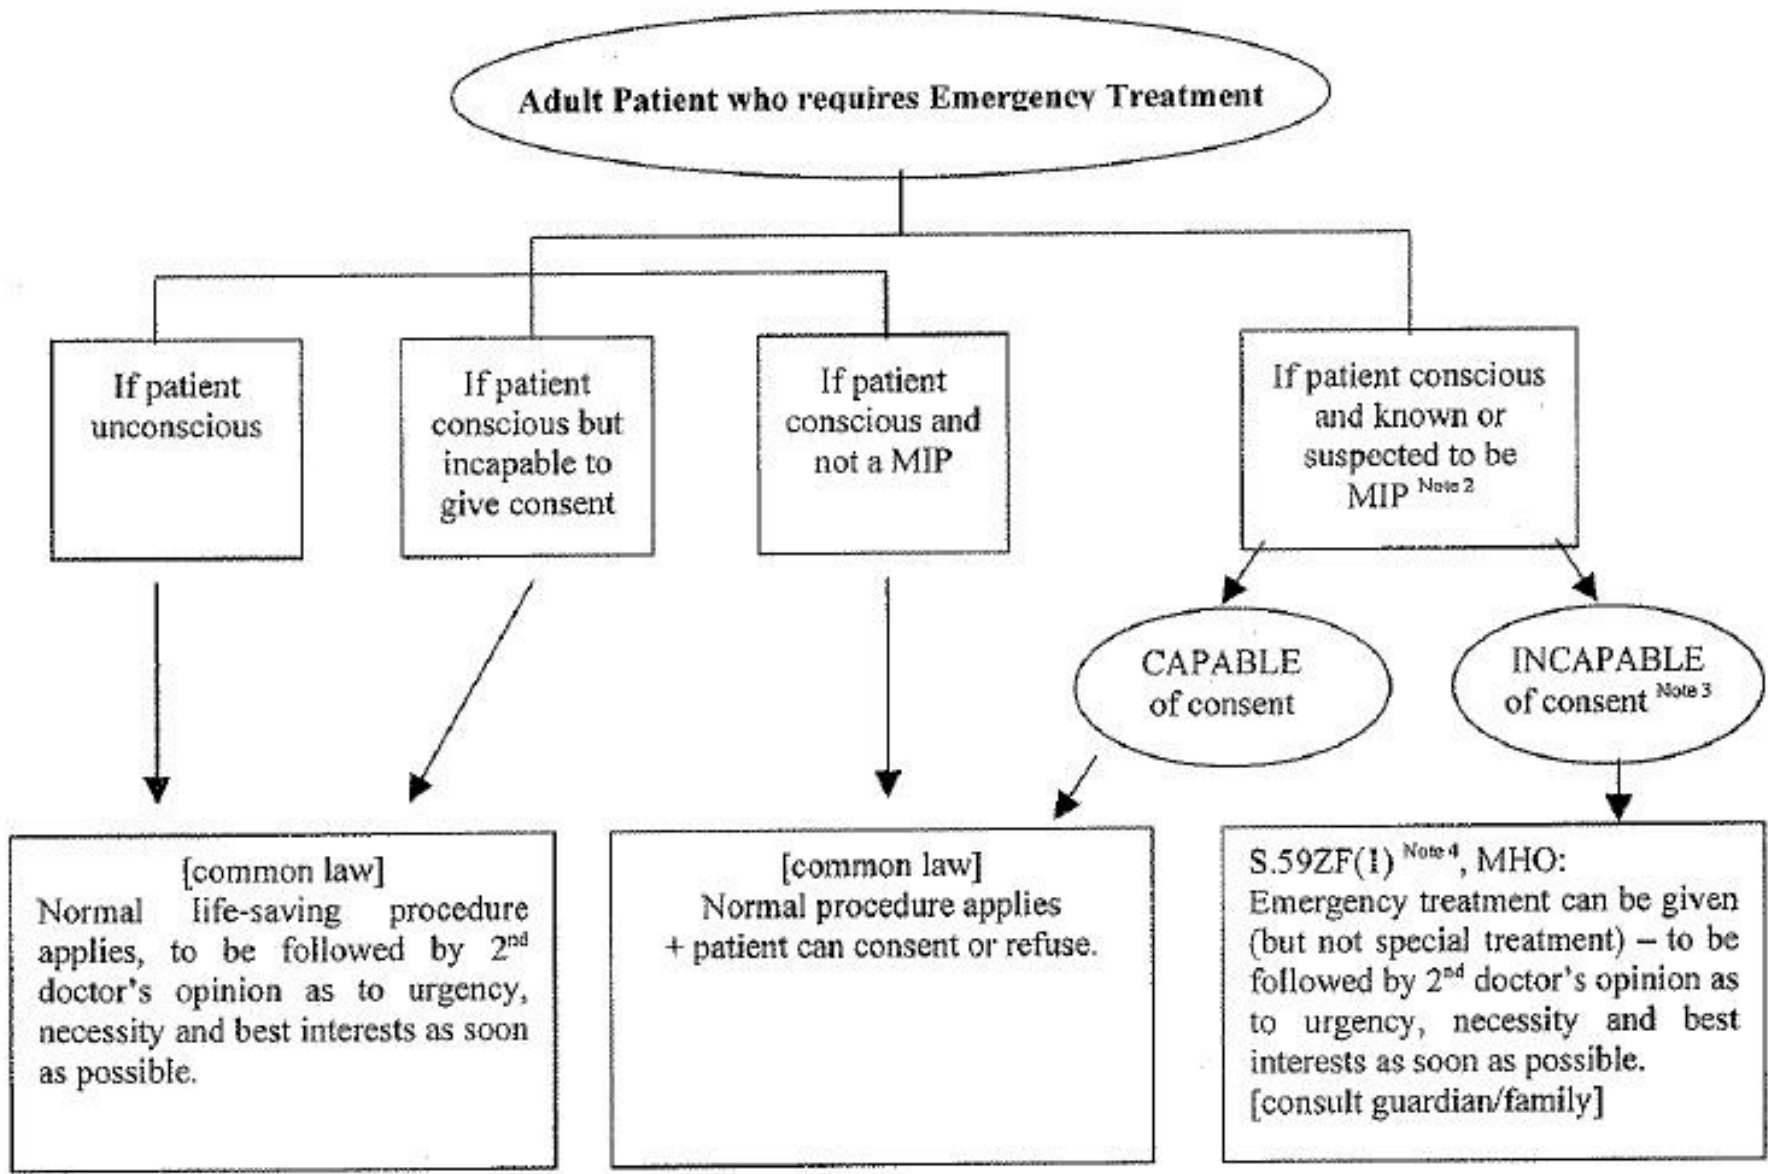 Adult Patient who requires Emergency Treatment
If patient
unconscious
If patient
conscious but
incapable to
give consent
If patient
conscious and
not a MIP
If patient conscious
and known or
suspected to be
MIP Note 2
CAPABLE
of consent
INCAPABLE
of consent Note 3
[common law]
Normal life-saving procedure
applies, to be followed by 2nd
doctor's opinion as to urgency,
necessity and best interests as soon
as possible.
[common law]
Normal procedure applies
+ patient can consent or refuse.
S.59ZF(1) Note 4, MHO:
Emergency treatment can be given
(but not special treatment) – to be
followed by 2nd doctor's opinion as
to urgency, necessity and best
interests as soon as possible.
[consult guardian/family]